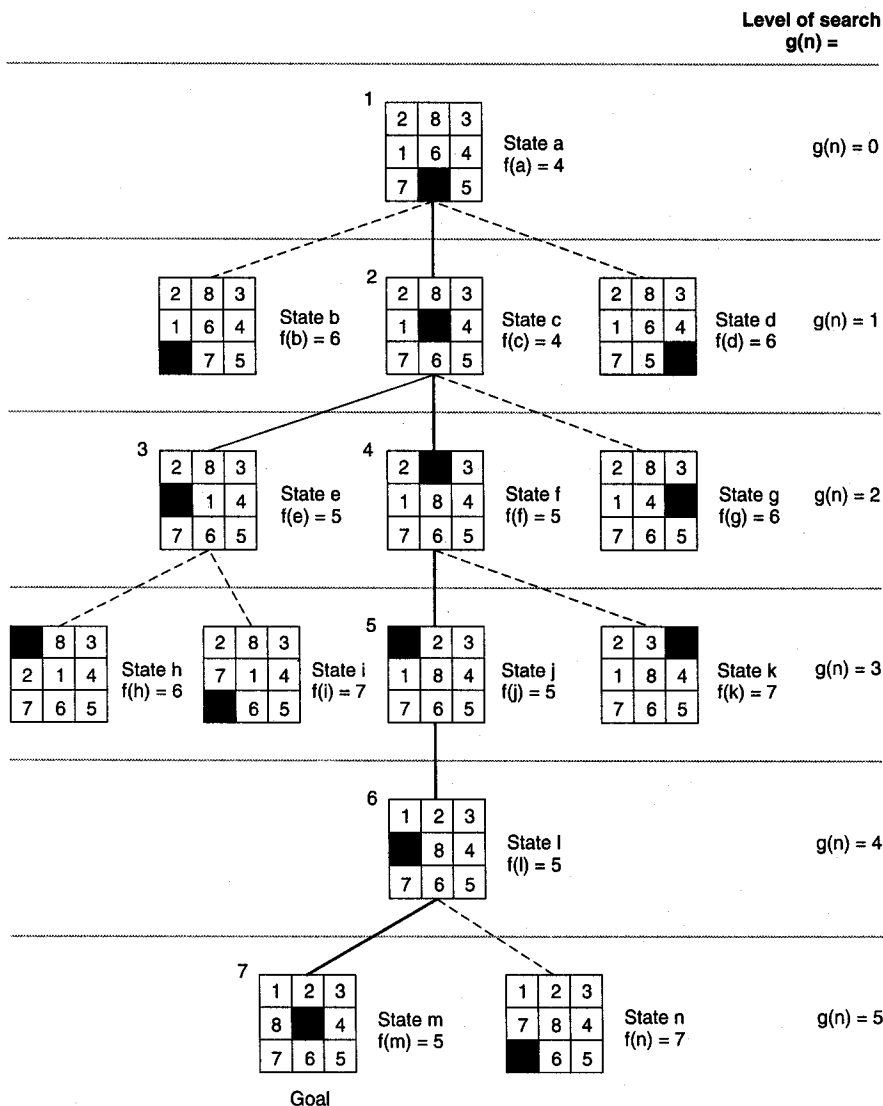 Level of search
g(n) =
1
2 8 3
1 6 4
7 5
State a
f(a) = 4
g(n) = 0
2 8 3
1 6 4
7 5
State b
f(b) = 6
2
2 8 3
1 4
7 6 5
State c
f(c) = 4
2 8 3
1 6 4
7 5
State d
f(d) = 6
g(n) = 1
3
2 8 3
1 4
7 6 5
State e
f(e) = 5
4
2 3
1 8 4
7 6 5
State f
f(f) = 5
2 8 3
1 4
7 6 5
State g
f(g) = 6
g(n) = 2
8 3
2 1 4
7 6 5
State h
f(h) = 6
2 8 3
7 1 4
6 5
State i
f(i) = 7
5
2 3
1 8 4
7 6 5
State j
f(j) = 5
2 3
1 8 4
7 6 5
State k
f(k) = 7
g(n) = 3
6
1 2 3
8 4
7 6 5
State l
f(l) = 5
g(n) = 4
7
1 2 3
8 4
7 6 5
State m
f(m) = 5
1 2 3
7 8 4
6 5
State n
f(n) = 7
g(n) = 5
Goal